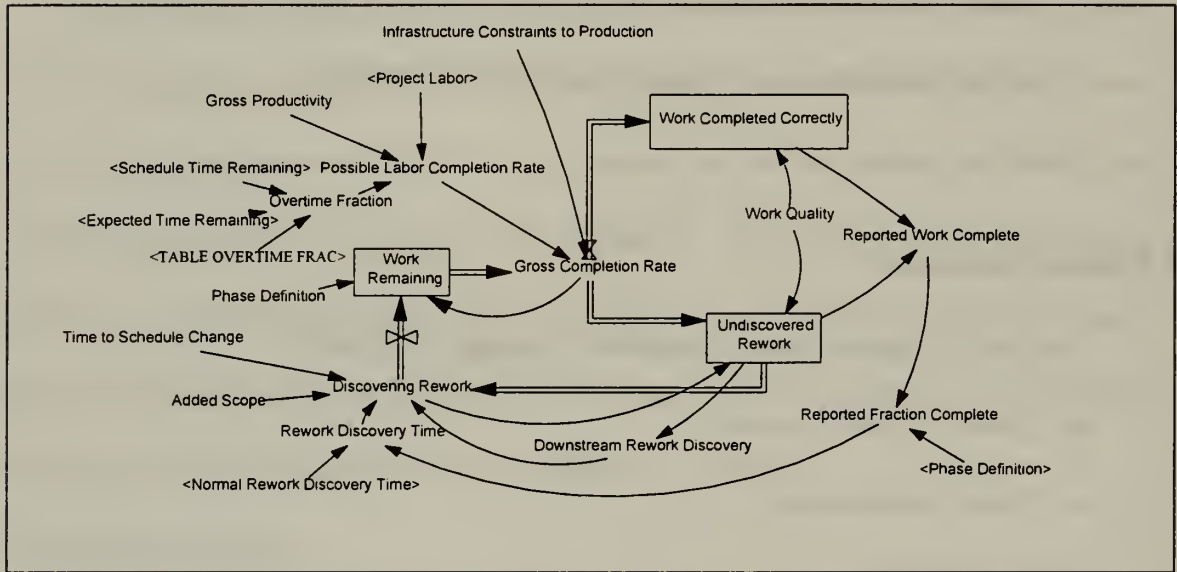 Infrastructure Constraints to Production
<Project Labor>
Gross Productivity
Work Completed Correctly
<Schedule Time Remaining>
Possible Labor Completion Rate
Overtime Fraction
<Expected Time Remaining>
Work Quality
Reported Work Complete
<TABLE OVERTIME FRAC>
Work
Remaining
Gross Completion Rate
Phase Definition
Undiscovered
Rework
Time to Schedule Change
Discovering Rework
Added Scope
Reported Fraction Complete
Rework Discovery Time
Downstream Rework Discovery
<Phase Definition>
<Normal Rework Discovery Time>